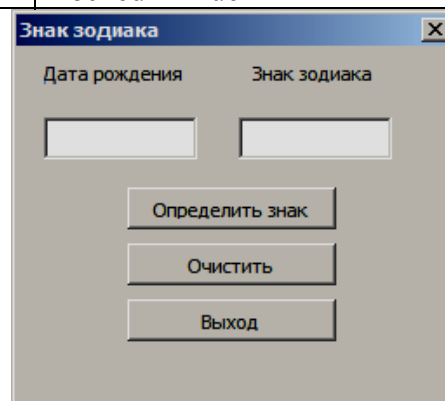 Знак зодиака
Дата рождения Знак зодиака
Определить знак
Очистить
Выход